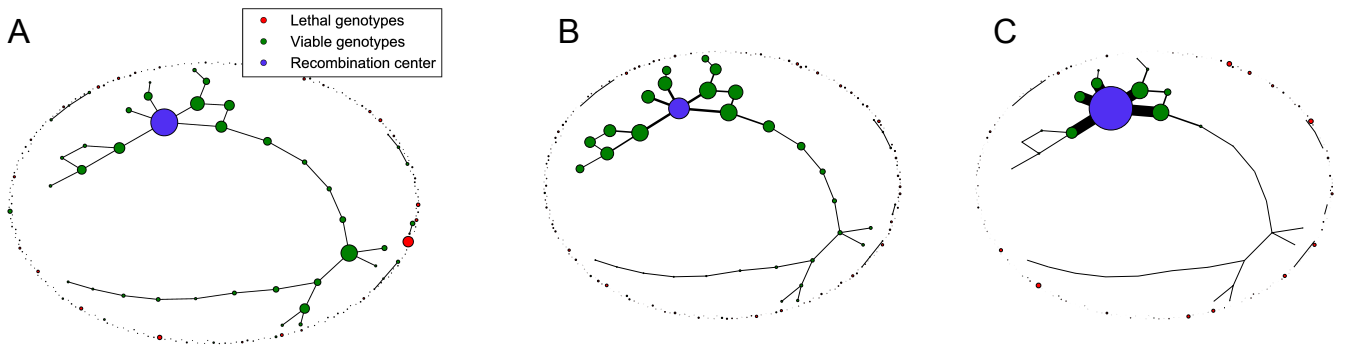 A
Lethal genotypes
Viable genotypes
Recombination center
B
C